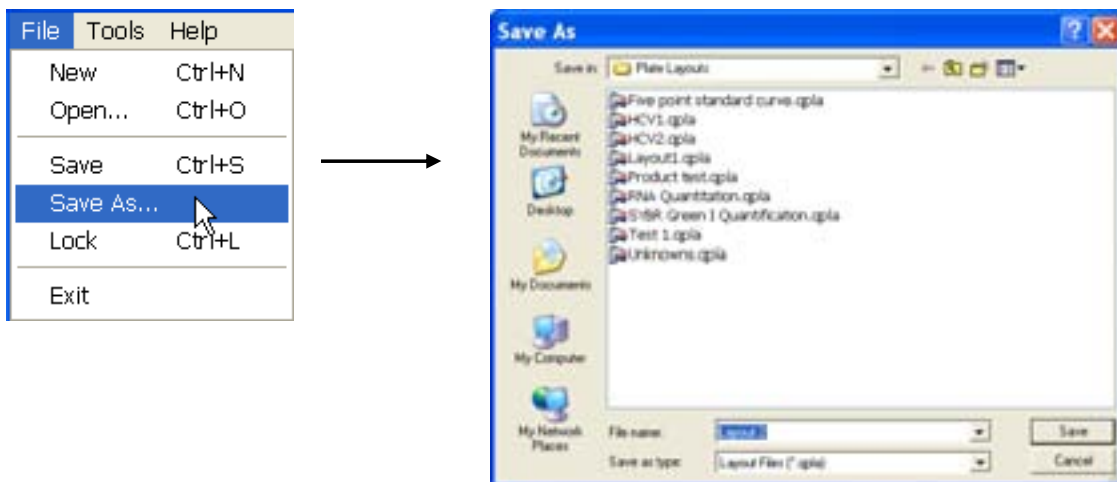 File Tools Help
New Ctrl+N
Open... Ctrl+O
Save Ctrl+S
Save As...
Lock Ctrl+L
Exit
Save As
Save in: Plate Layouts
Five point standard curve.qpla
HCV1.qpla
HCV2.qpla
Layout1.qpla
Product test.qpla
RNA Quantitation.qpla
SYBR Green I Quantification.qpla
Test 1.qpla
Unknowns.qpla
My Recent
Documents
Desktop
My Documents
My Computer
My Network
Places
File name: Layout 2 Save
Save as type: Layout Files (*.qpla) Cancel